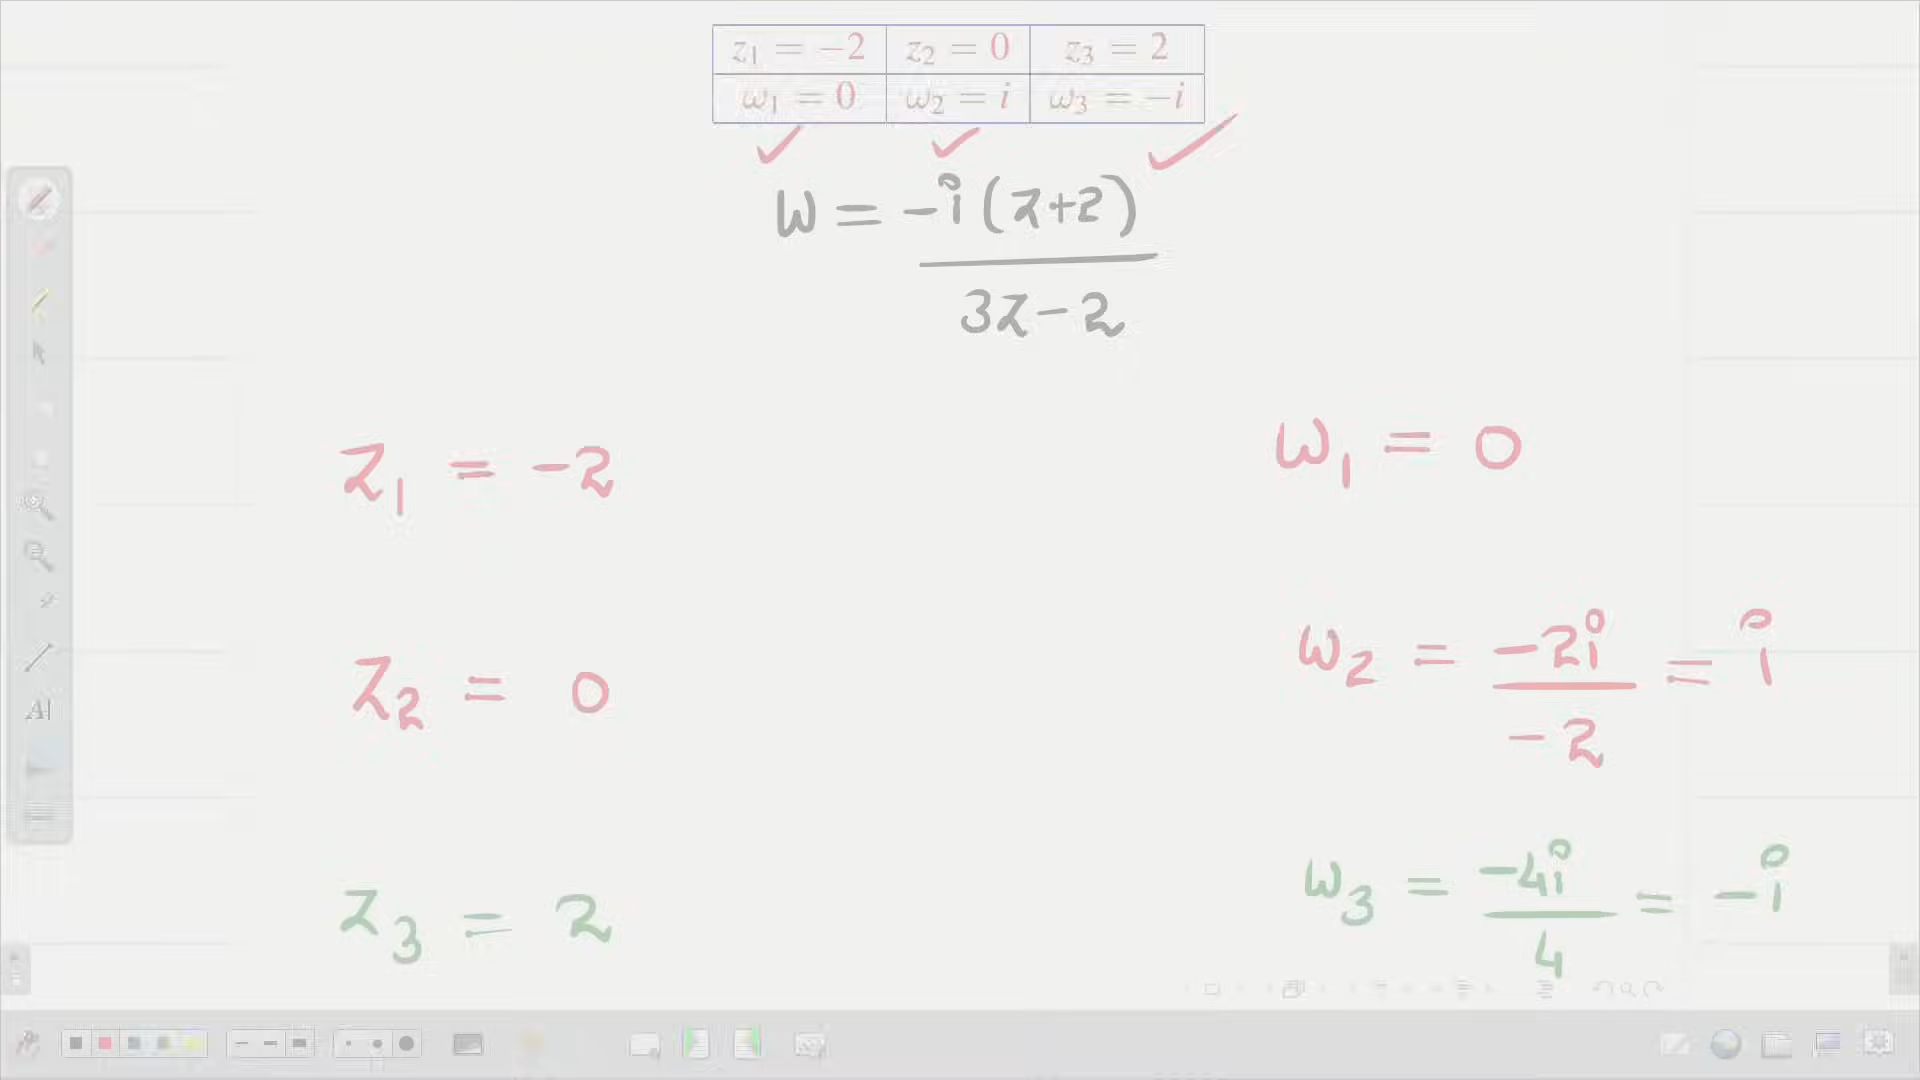 z₁ = −2 z₂ = 0 z₃ = 2
ω₁ = 0 ω₂ = i ω₃ = −i
w = −i(z+2) / 3z−2
z₁ = −2 ω₁ = 0
z₂ = 0 ω₂ = −2i / −2 = i
z₃ = 2 ω₃ = −4i / 4 = −i
A